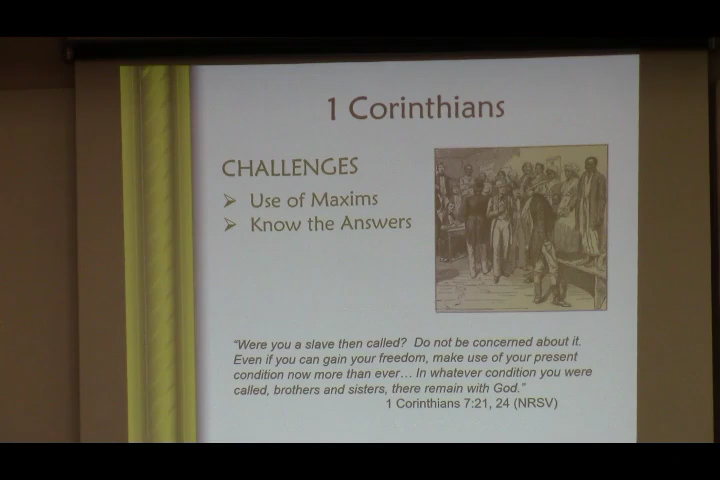 1 Corinthians
CHALLENGES
Use of Maxims
Know the Answers
“Were you a slave then called?  Do not be concerned about it.
Even if you can gain your freedom, make use of your present
condition now more than ever… In whatever condition you were
called, brothers and sisters, there remain with God.”
1 Corinthians 7:21, 24 (NRSV)